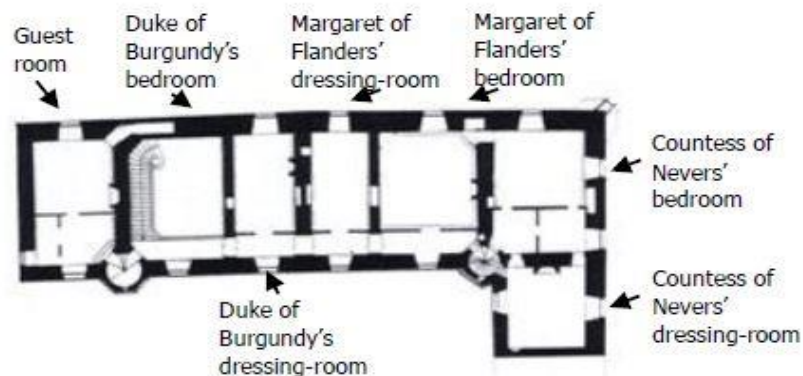 Guest
room
Duke of
Burgundy's
bedroom
Margaret of
Flanders'
dressing-room
Margaret of
Flanders'
bedroom
Countess of
Nevers'
bedroom
Countess of
Nevers'
dressing-room
Duke of
Burgundy's
dressing-room